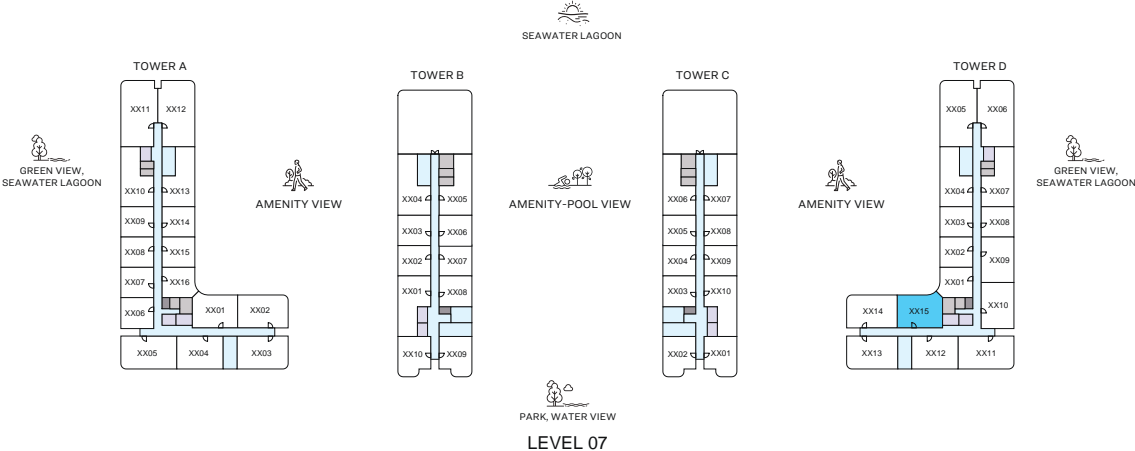 SEAWATER LAGOON
TOWER A
TOWER B
TOWER C
TOWER D
GREEN VIEW,
SEAWATER LAGOON
AMENITY VIEW
AMENITY-POOL VIEW
AMENITY VIEW
GREEN VIEW,
SEAWATER LAGOON
XX11 XX12
XX10 XX13
XX09 XX14
XX08 XX15
XX07 XX16
XX06 XX01 XX02
XX05 XX04 XX03
XX04 XX05
XX03 XX06
XX02 XX07
XX01 XX08
XX10 XX09
XX06 XX07
XX05 XX08
XX04 XX09
XX03 XX10
XX02 XX01
XX05 XX06
XX04 XX07
XX03 XX08
XX02 XX09
XX01
XX14 XX15 XX10
XX13 XX12 XX11
PARK, WATER VIEW
LEVEL 07